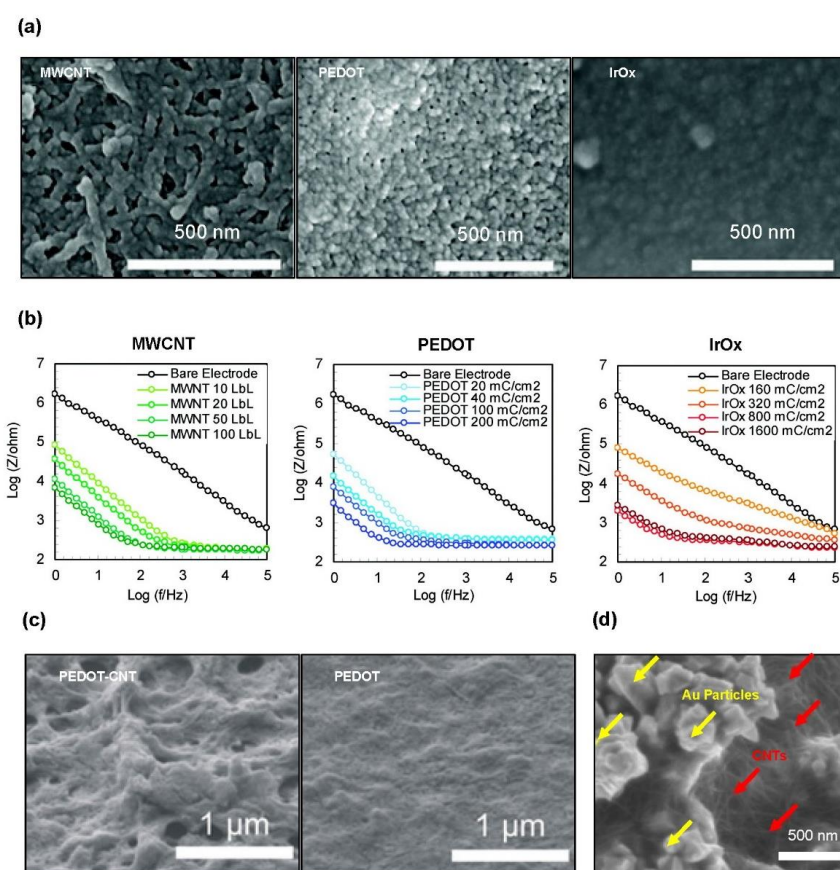 (a)
MWCNT
500 nm
PEDOT
500 nm
IrOx
500 nm
(b)
MWCNT
7
6
5
4
3
2
0 1 2 3 4 5
Log (Z/ohm)
Log (f/Hz)
Bare Electrode
MWNT 10 LbL
MWNT 20 LbL
MWNT 50 LbL
MWNT 100 LbL
PEDOT
7
6
5
4
3
2
0 1 2 3 4 5
Log (Z/ohm)
Log (f/Hz)
Bare Electrode
PEDOT 20 mC/cm2
PEDOT 40 mC/cm2
PEDOT 100 mC/cm2
PEDOT 200 mC/cm2
IrOx
7
6
5
4
3
2
0 1 2 3 4 5
Log (Z/ohm)
Log (f/Hz)
Bare Electrode
IrOx 160 mC/cm2
IrOx 320 mC/cm2
IrOx 800 mC/cm2
IrOx 1600 mC/cm2
(c)
PEDOT-CNT
1 μm
PEDOT
1 μm
(d)
Au Particles
CNTs
500 nm